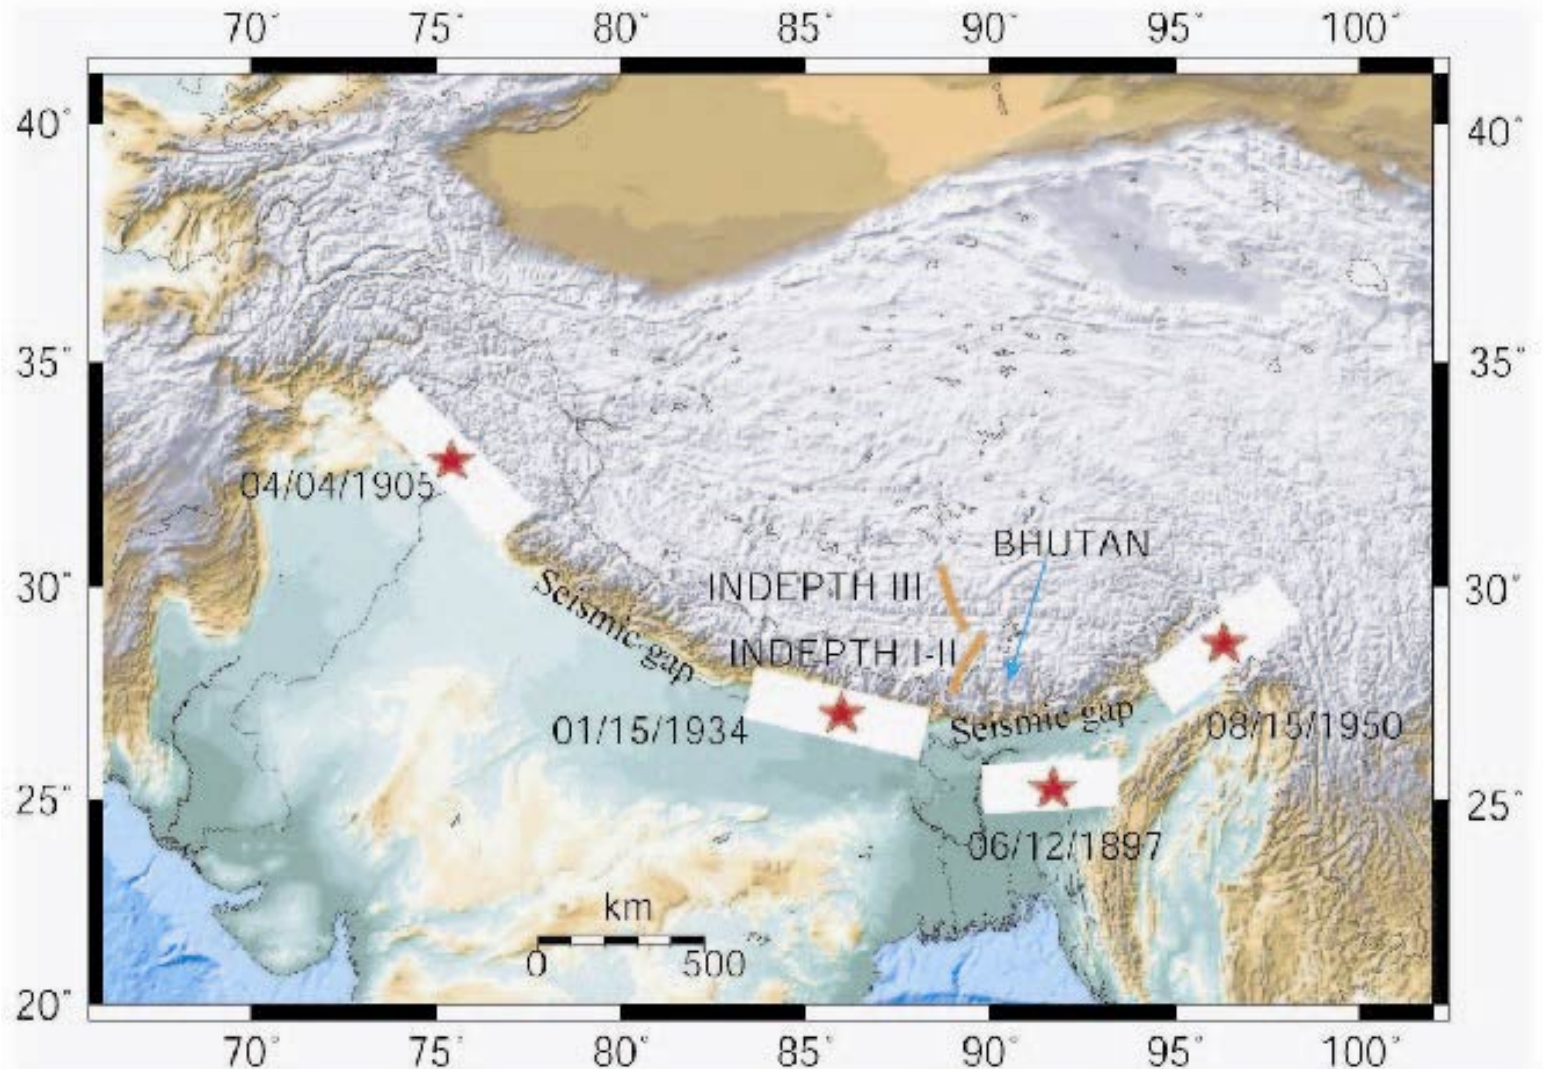 70° 75° 80° 85° 90° 95° 100°
40° 40°
35° 35°
04/04/1905
BHUTAN
INDEPTH III
30° 30°
Seismic gap
INDEPTH I-II
01/15/1934
Seismic gap
08/15/1950
25° 25°
06/12/1897
km
0 500
20°
70° 75° 80° 85° 90° 95° 100°